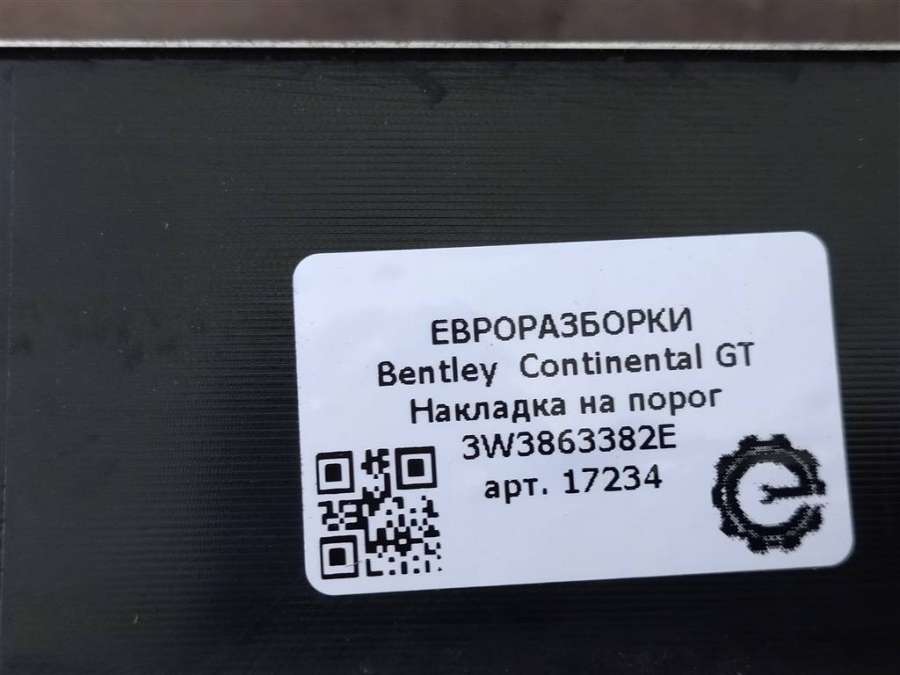 ЕВРОРАЗБОРКИ
Bentley Continental GT
Накладка на порог
3W3863382E
арт. 17234